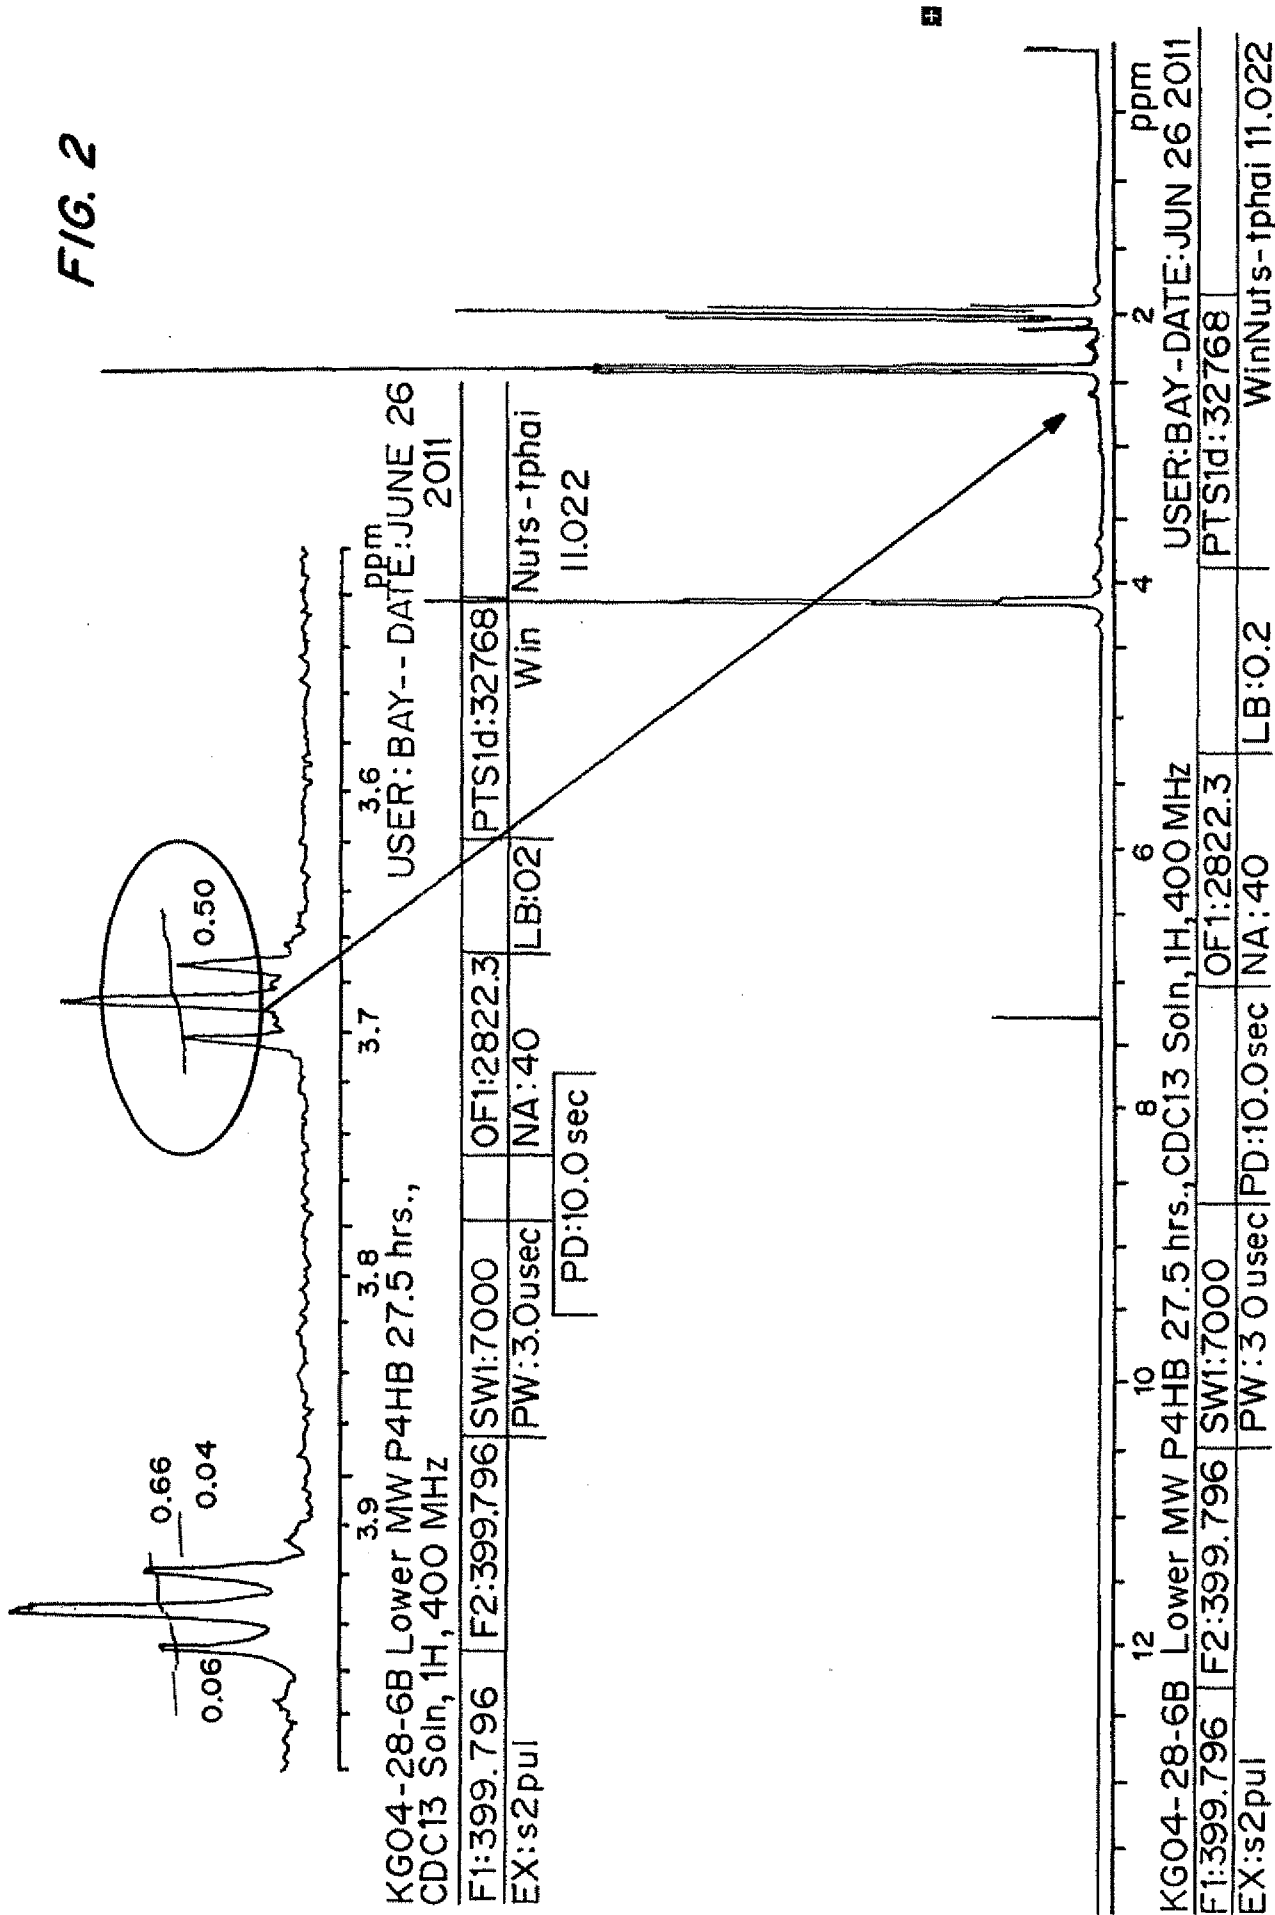 FIG. 2
0.06
0.66
0.04
0.50
3.9
3.8
3.7
3.6
ppm
KG04-28-6B Lower MW P4HB 27.5 hrs.,
USER:BAY--DATE:JUNE 26
CDC13 Soln, 1H, 400 MHz
2011
F1:399.796 F2:399.796 SW1:7000 OF1:2822.3 PTS1d:32768
EX:s2pul PW:3.0usec NA:40 LB:02 Win Nuts-tphai
PD:10.0 sec
11.022
12
10
8
6
4
2
ppm
KG04-28-6B Lower MW P4HB 27.5 hrs., CDC13 Soln, 1H, 400 MHz USER:BAY-DATE:JUN 26 2011
F1:399.796 F2:399.796 SW1:7000 OF1:2822.3 PTS1d:32768
EX:s2pul PW:3 0 usec PD:10.0sec NA:40 LB:0.2 WinNuts-tphai 11.022